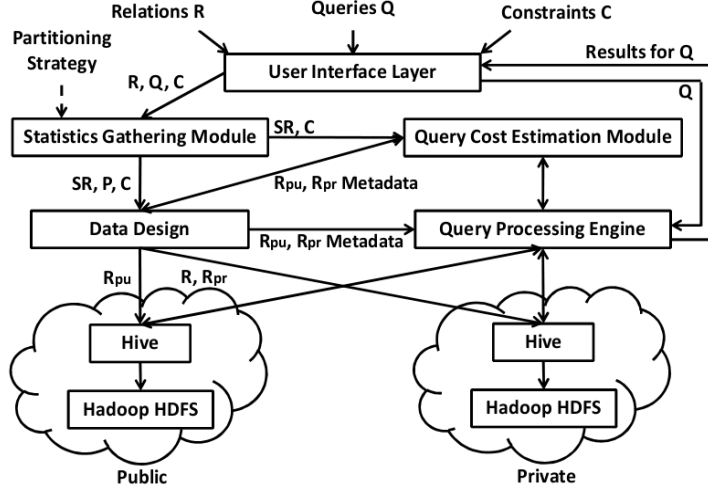 Relations R
Queries Q
Constraints C
Partitioning
Strategy
User Interface Layer
Results for Q
R, Q, C
Q
Statistics Gathering Module
SR, C
Query Cost Estimation Module
SR, P, C
Rpu, Rpr Metadata
Data Design
Rpu, Rpr Metadata
Query Processing Engine
Rpu
R, Rpr
Hive
Hive
Hadoop HDFS
Hadoop HDFS
Public
Private